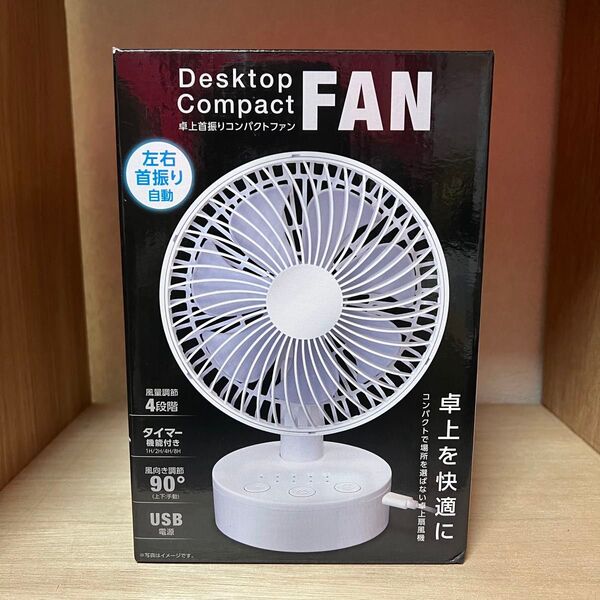 Desktop
Compact
FAN
卓上首振りコンパクトファン
左右
首振り
自動
風量調節
4段階
タイマー
機能付き
1H/2H/4H/8H
風向き調節
90°
(上下:手動)
USB
電源
※写真はイメージです。
卓上を快適に
コンパクトで場所を選ばない卓上扇風機